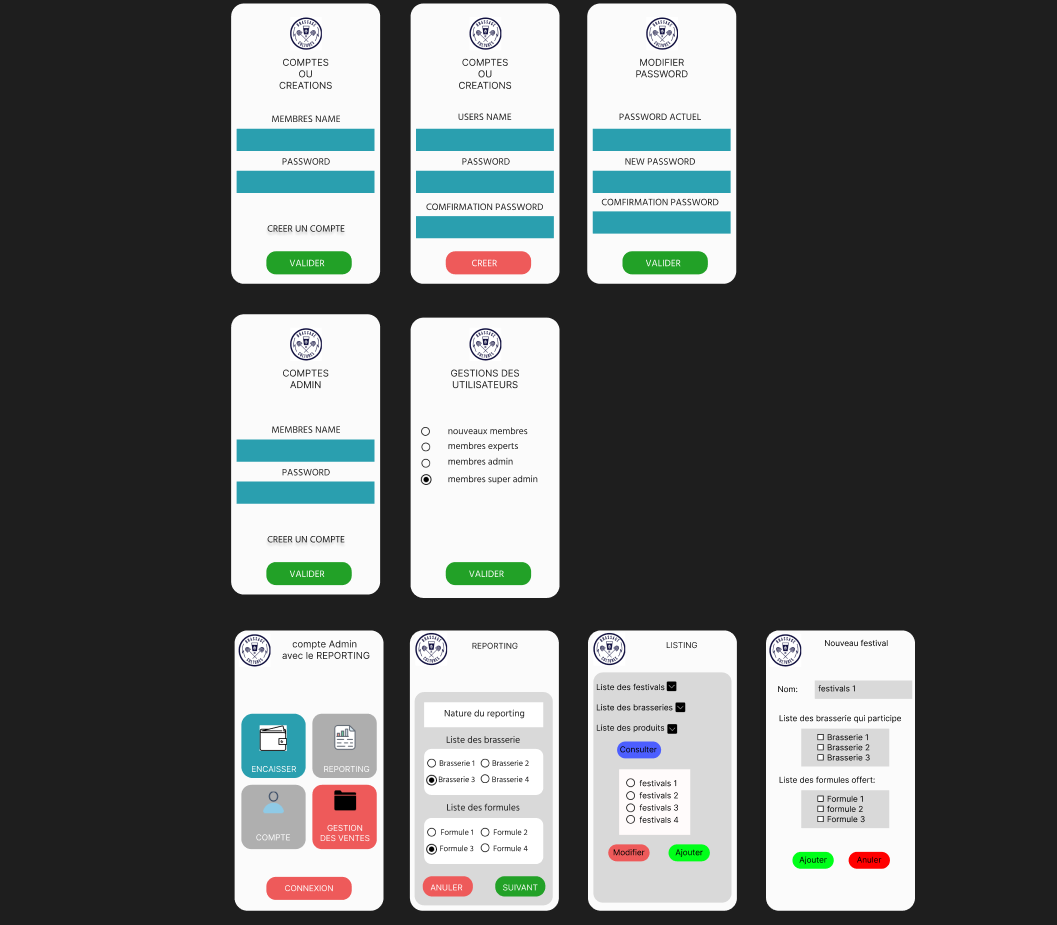 BRASSAGE
CULTUREL
COMPTES
OU
CREATIONS
MEMBRES NAME
PASSWORD
CREER UN COMPTE
VALIDER
COMPTES
OU
CREATIONS
USERS NAME
PASSWORD
COMFIRMATION PASSWORD
CREER
MODIFIER
PASSWORD
PASSWORD ACTUEL
NEW PASSWORD
COMFIRMATION PASSWORD
VALIDER
COMPTES
ADMIN
MEMBRES NAME
PASSWORD
CREER UN COMPTE
VALIDER
GESTIONS DES
UTILISATEURS
nouveaux membres
membres experts
membres admin
membres super admin
VALIDER
compte Admin
avec le REPORTING
ENCAISSER
REPORTING
COMPTE
GESTION
DES VENTES
CONNEXION
REPORTING
Nature du reporting
Liste des brasserie
Brasserie 1 Brasserie 2
Brasserie 3 Brasserie 4
Liste des formules
Formule 1 Formule 2
Formule 3 Formule 4
ANULER SUIVANT
LISTING
Liste des festivals
Liste des brasseries
Liste des produits
Consulter
festivals 1
festivals 2
festivals 3
festivals 4
Modifier Ajouter
Nouveau festival
Nom: festivals 1
Liste des brasserie qui participe
Brasserie 1
Brasserie 2
Brasserie 3
Liste des formules offert:
Formule 1
formule 2
Formule 3
Ajouter Anuler